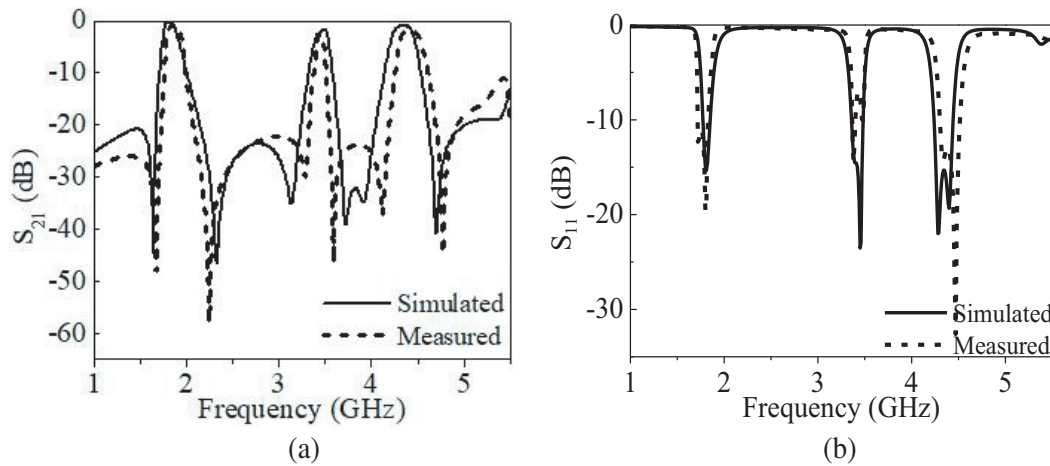 0
-10
-20
-30
-40
-50
-60
S21 (dB)
Simulated
Measured
1 2 3 4 5
Frequency (GHz)
(a)
0
-10
-20
-30
S11 (dB)
Simulated
Measured
1 2 3 4 5
Frequency (GHz)
(b)